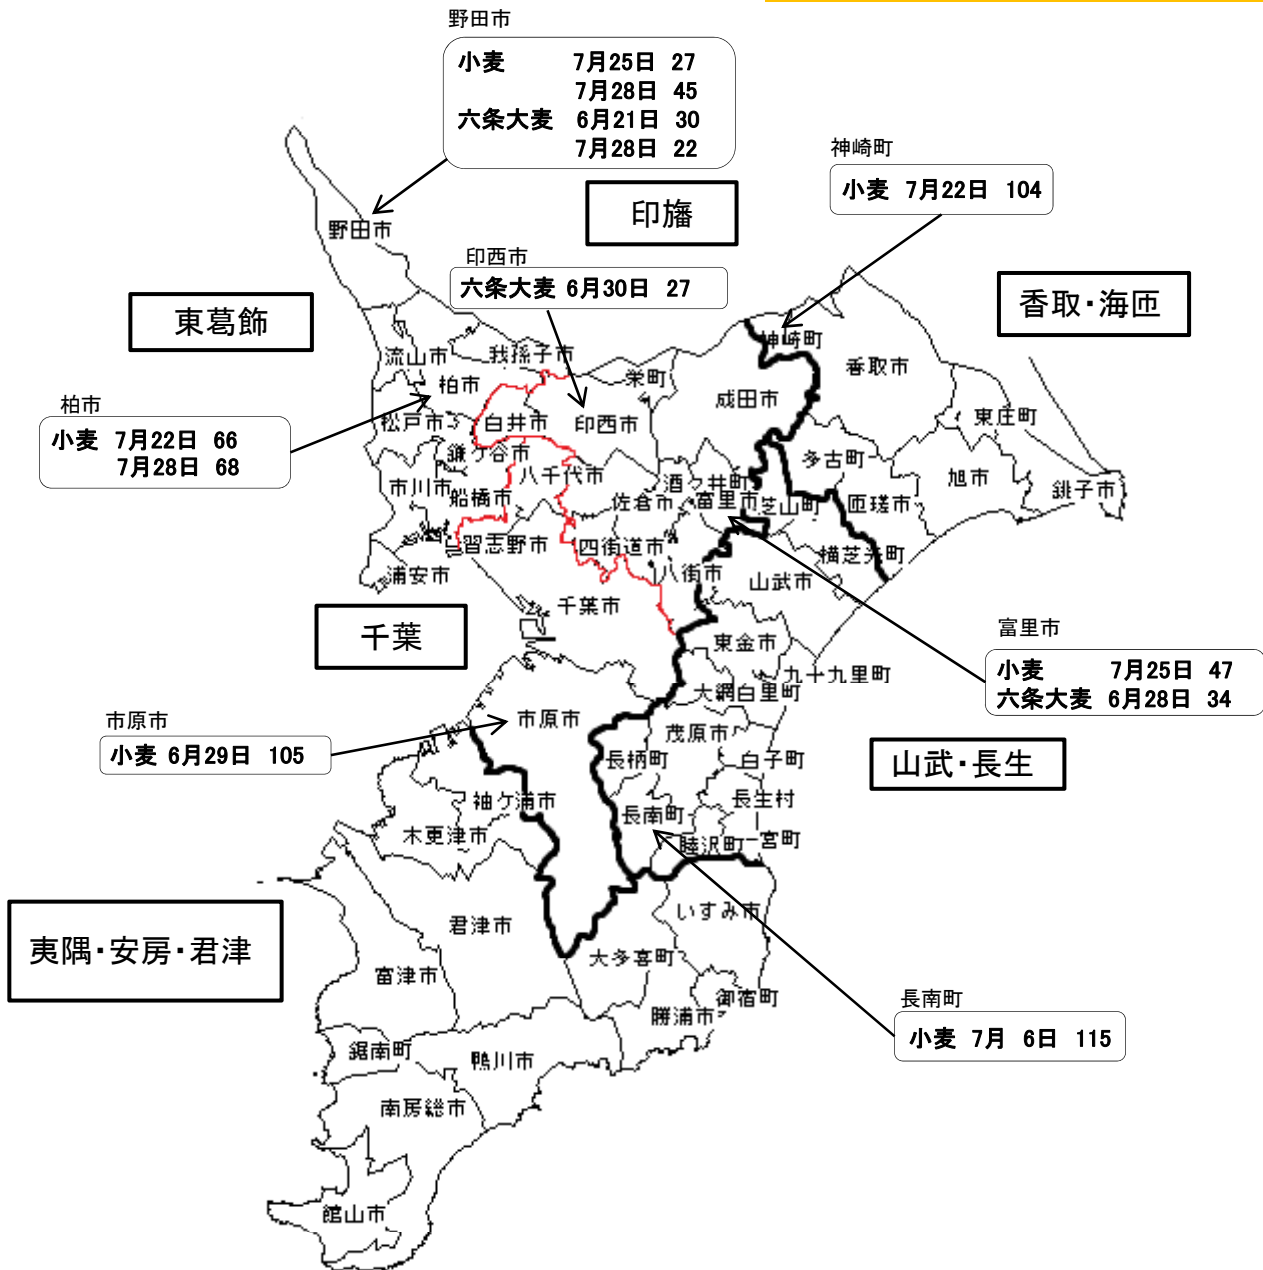 野田市
小麦 7月25日 27
7月28日 45
六条大麦 6月21日 30
7月28日 22
神崎町
小麦 7月22日 104
印旛
印西市
六条大麦 6月30日 27
東葛飾
香取・海匝
柏市
小麦 7月22日 66
7月28日 68
野田市
流山市
我孫子市
柏市
松戸市
白井市
印西市
栄町
成田市
神崎町
香取市
東庄町
鎌ケ谷市
市川市
船橋市
八千代市
佐倉市
酒々井町
富里市
芝山町
多古町
匝瑳市
旭市
銚子市
習志野市
四街道市
八街市
横芝光町
山武市
浦安市
千葉市
千葉
東金市
九十九里町
大網白里町
富里市
小麦 7月25日 47
六条大麦 6月28日 34
市原市
小麦 6月29日 105
市原市
茂原市
長柄町
白子町
山武・長生
袖ケ浦市
長南町
長生村
木更津市
睦沢町
一宮町
夷隅・安房・君津
君津市
いすみ市
大多喜町
富津市
御宿町
勝浦市
長南町
小麦 7月 6日 115
鋸南町
鴨川市
南房総市
館山市